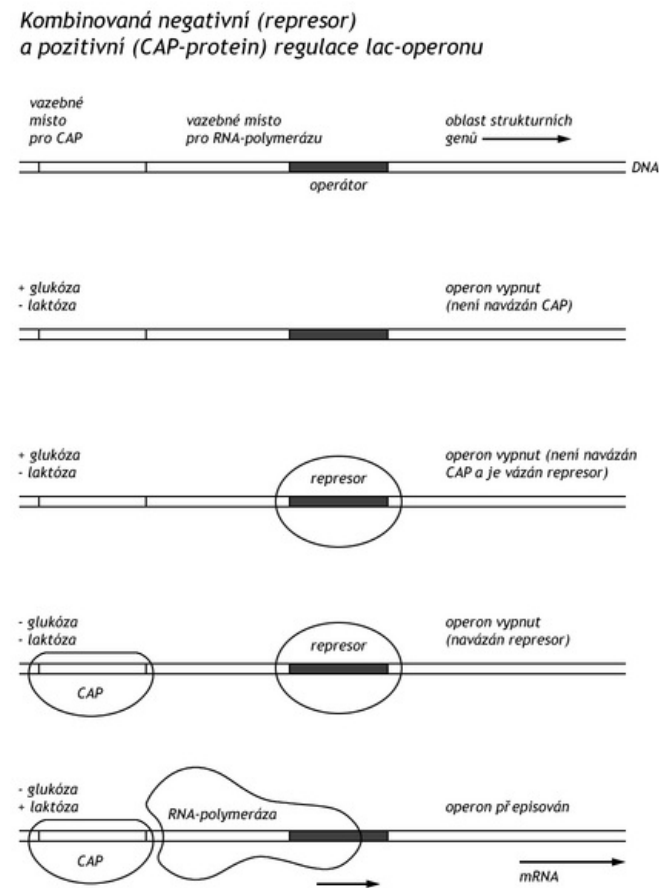 Kombinovaná negativní (represor)
a pozitivní (CAP-protein) regulace lac-operonu
vazebné
místo
pro CAP
vazebné místo
pro RNA-polymerázu
oblast strukturních
genů
DNA
operátor
+ glukóza
- laktóza
operon vypnut
(není navázán CAP)
+ glukóza
- laktóza
represor
operon vypnut (není navázán
CAP a je vázán represor)
- glukóza
- laktóza
CAP
represor
operon vypnut
(navázán represor)
- glukóza
+ laktóza
CAP
RNA-polymeráza
operon př episován
mRNA